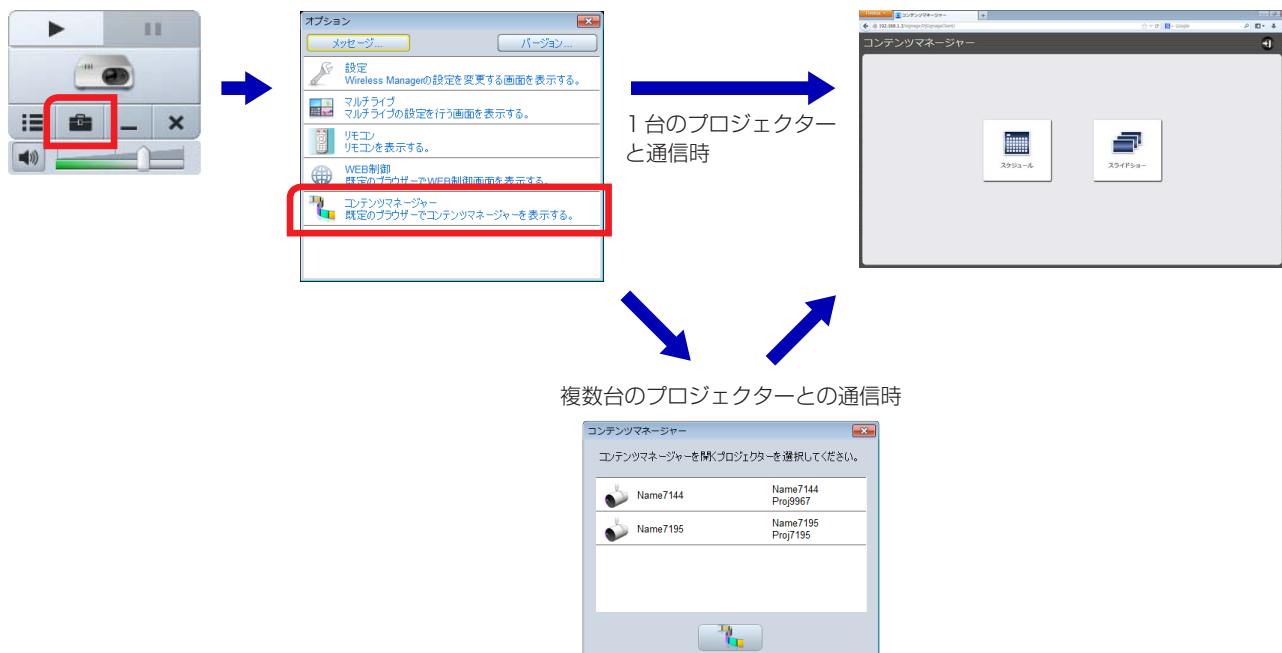 オプション
メッセージ...
バージョン...
設定
Wireless Managerの設定を変更する画面を表示する。
マルチライブ
マルチライブの設定を行う画面を表示する。
リモコン
リモコンを表示する。
WEB制御
既定のブラウザーでWEB制御画面を表示する。
コンテンツマネージャー
既定のブラウザーでコンテンツマネージャーを表示する。
1台のプロジェクター
と通信時
コンテンツマネージャー
コンテンツマネージャー
スケジュール
スライドショー
複数台のプロジェクターとの通信時
コンテンツマネージャー
コンテンツマネージャーを開くプロジェクターを選択してください。
Name7144
Name7144
Proj9967
Name7195
Name7195
Proj7195